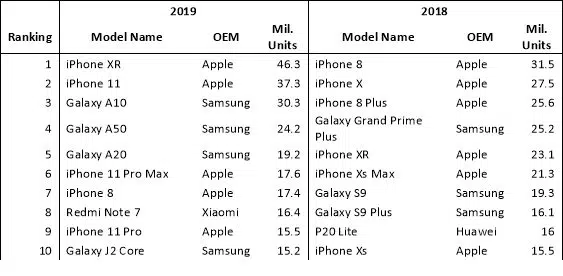 2019 2018
Ranking Model Name OEM Mil. Units Model Name OEM Mil. Units
1 iPhone XR Apple 46.3 iPhone 8 Apple 31.5
2 iPhone 11 Apple 37.3 iPhone X Apple 27.5
3 Galaxy A10 Samsung 30.3 iPhone 8 Plus Apple 25.6
4 Galaxy A50 Samsung 24.2 Galaxy Grand Prime Plus Samsung 25.2
5 Galaxy A20 Samsung 19.2 iPhone XR Apple 23.1
6 iPhone 11 Pro Max Apple 17.6 iPhone Xs Max Apple 21.3
7 iPhone 8 Apple 17.4 Galaxy S9 Samsung 19.3
8 Redmi Note 7 Xiaomi 16.4 Galaxy S9 Plus Samsung 16.1
9 iPhone 11 Pro Apple 15.5 P20 Lite Huawei 16
10 Galaxy J2 Core Samsung 15.2 iPhone Xs Apple 15.5